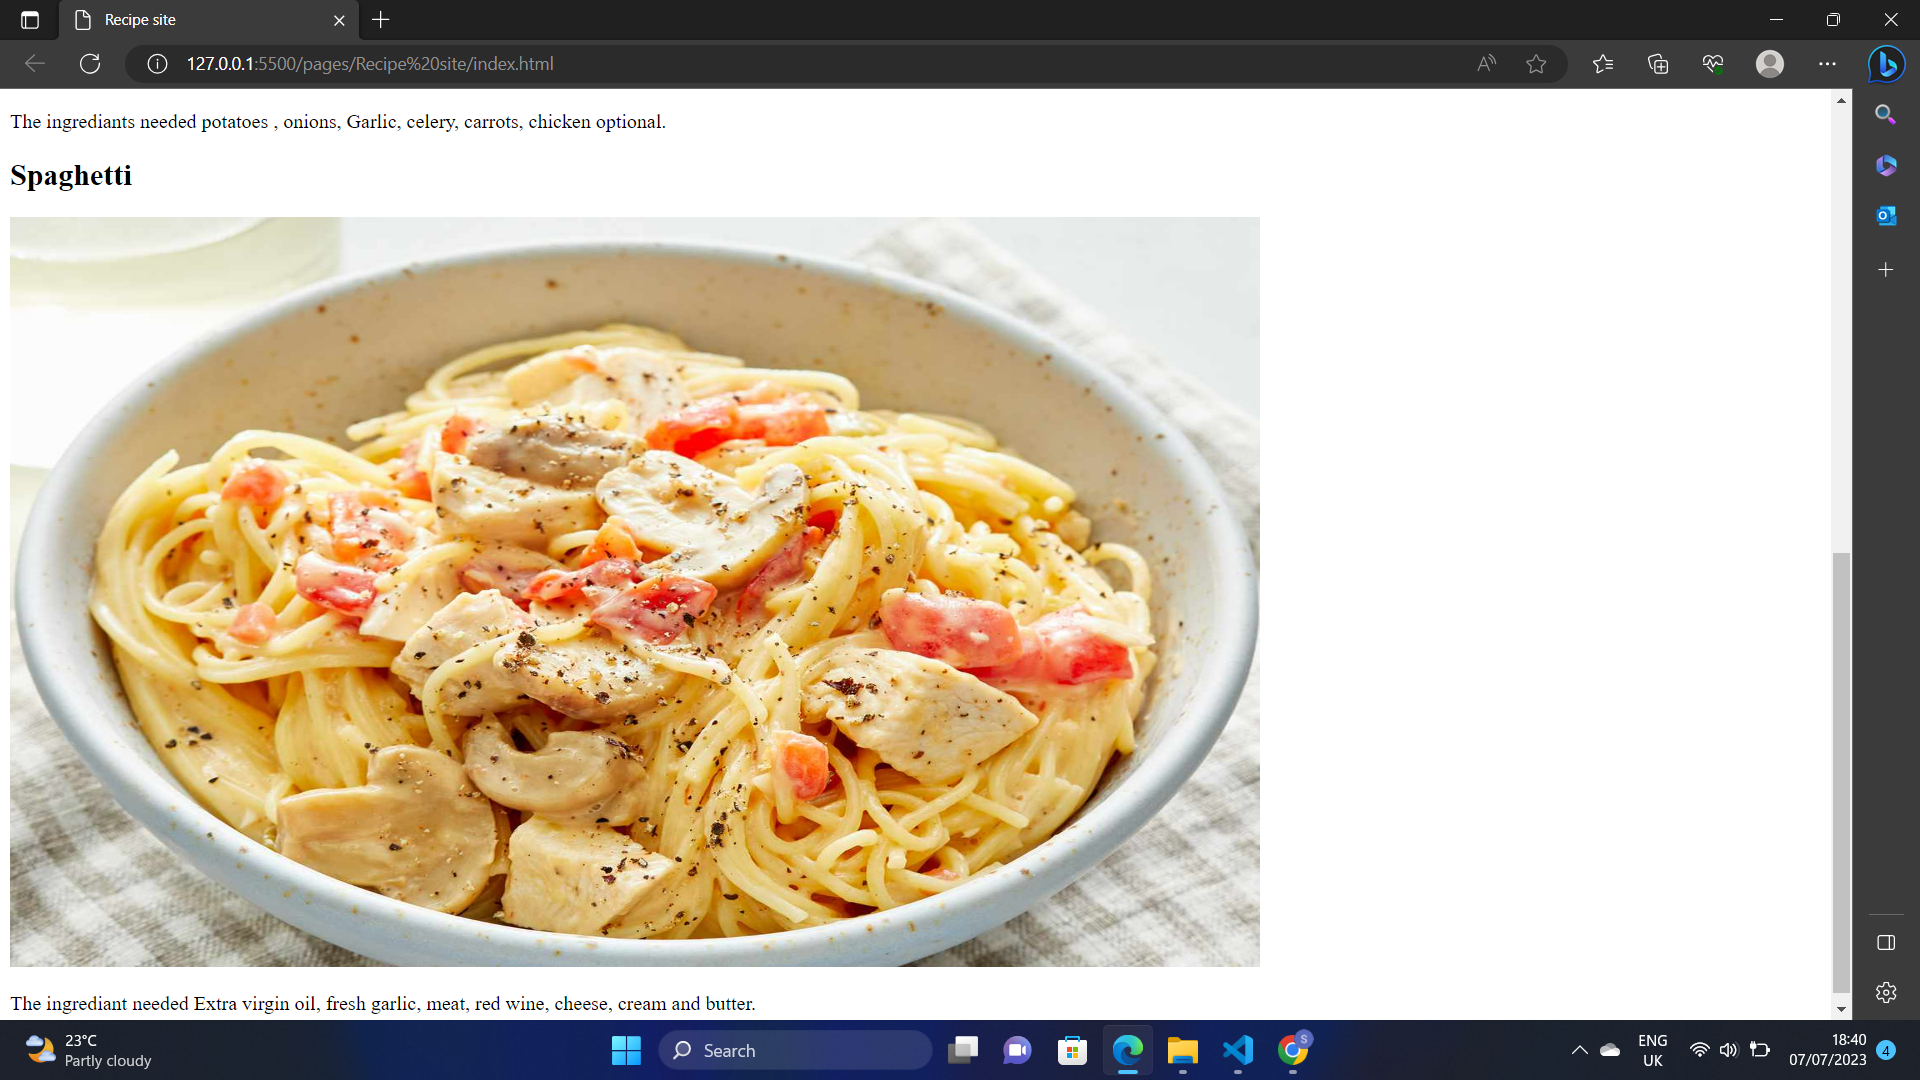 Recipe site
127.0.0.1:5500/pages/Recipe%20site/index.html
The ingrediants needed potatoes , onions, Garlic, celery, carrots, chicken optional.
Spaghetti
The ingrediant needed Extra virgin oil, fresh garlic, meat, red wine, cheese, cream and butter.
23°C
Partly cloudy
Search
S
ENG
UK
18:40
07/07/2023
4